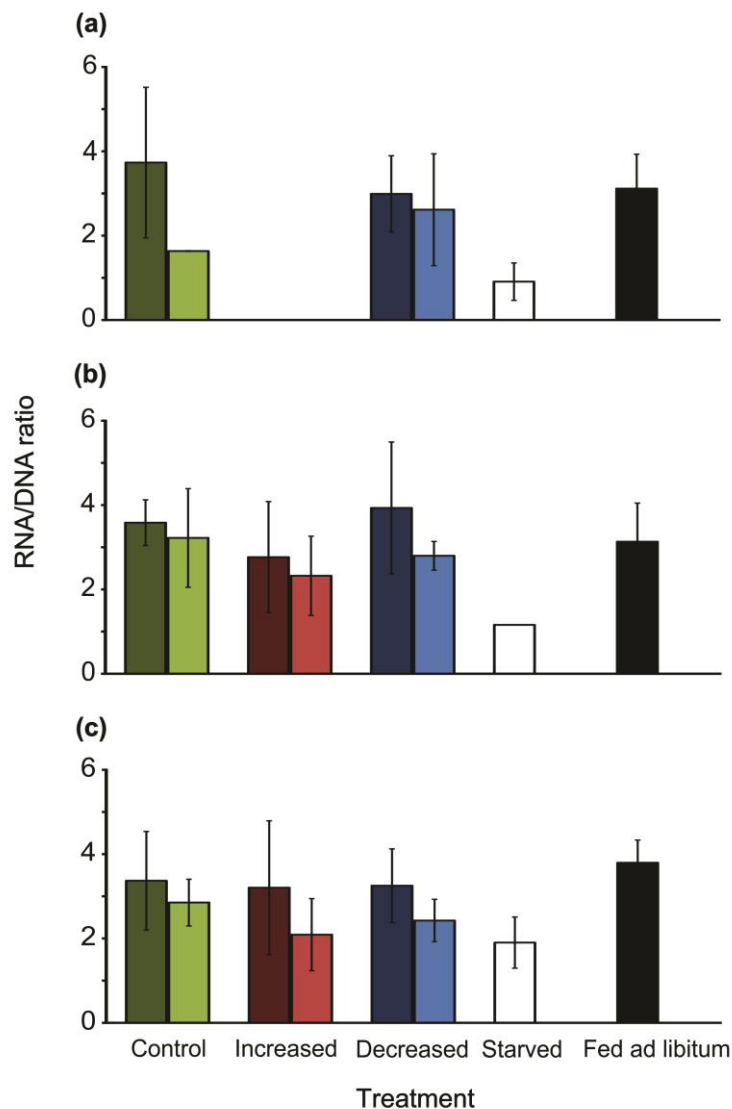 (a)
6
4
2
0
(b)
6
4
2
0
RNA/DNA ratio
(c)
6
4
2
0
Control Increased Decreased Starved Fed ad libitum
Treatment